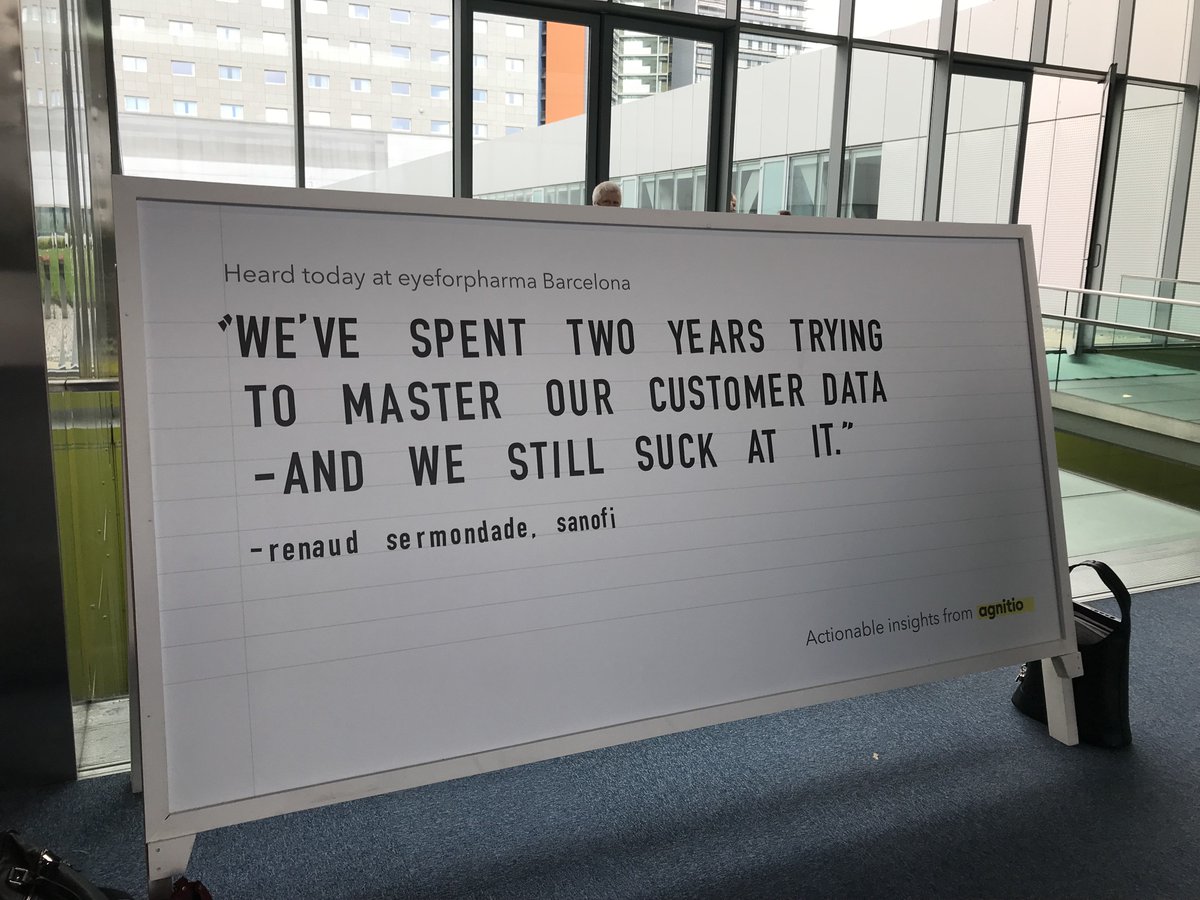 Heard today at eyeforpharma Barcelona
“WE’VE SPENT TWO YEARS TRYING
TO MASTER OUR CUSTOMER DATA
-AND WE STILL SUCK AT IT.”
-renaud sermondade, sanofi
Actionable insights from agnitio